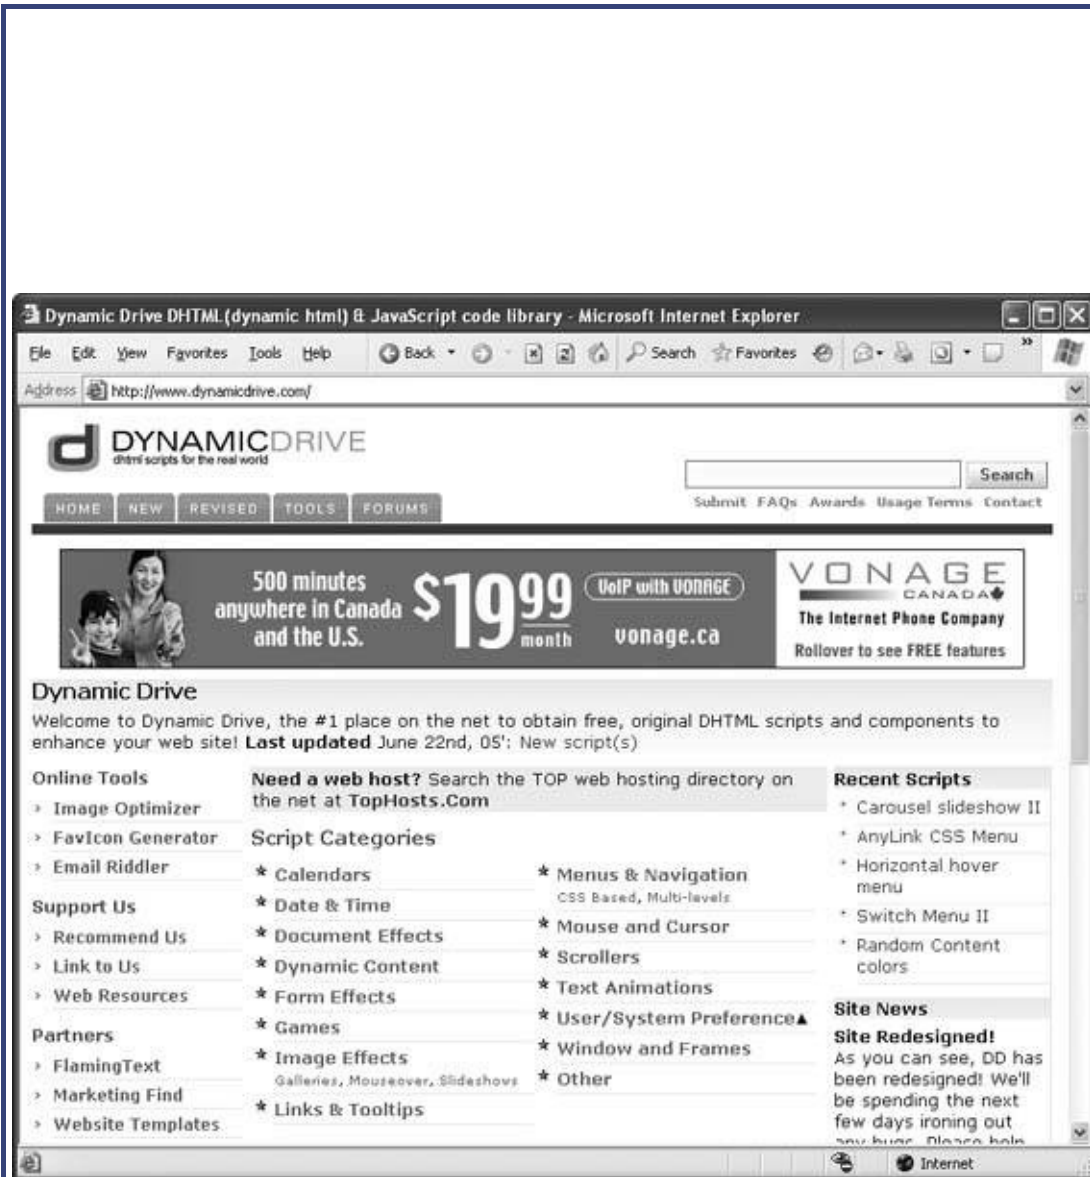 Dynamic Drive DHTML(dynamic html) & JavaScript code library - Microsoft Internet Explorer
File Edit View Favorites Tools Help Back Search Favorites »
Address http://www.dynamicdrive.com/
d DYNAMICDRIVE
dhtml scripts for the real world
Search
HOME NEW REVISED TOOLS FORUMS
Submit FAQs Awards Usage Terms Contact
500 minutes
anywhere in Canada
and the U.S.
$19 99
month
VoIP with VONAGE
vonage.ca
VONAGE
CANADA
The Internet Phone Company
Rollover to see FREE features
Dynamic Drive
Welcome to Dynamic Drive, the #1 place on the net to obtain free, original DHTML scripts and components to
enhance your web site! Last updated June 22nd, 05': New script(s)
Online Tools
› Image Optimizer
› FavIcon Generator
› Email Riddler
Support Us
› Recommend Us
› Link to Us
› Web Resources
Partners
› FlamingText
› Marketing Find
› Website Templates
Need a web host? Search the TOP web hosting directory on
the net at TopHosts.Com
Script Categories
* Calendars
* Date & Time
* Document Effects
* Dynamic Content
* Form Effects
* Games
* Image Effects
Galleries, Mouseover, Slideshows
* Links & Tooltips
* Menus & Navigation
CSS Based, Multi-levels
* Mouse and Cursor
* Scrollers
* Text Animations
* User/System Preference▲
* Window and Frames
* Other
Recent Scripts
* Carousel slideshow II
* AnyLink CSS Menu
* Horizontal hover
menu
* Switch Menu II
* Random Content
colors
Site News
Site Redesigned!
As you can see, DD has
been redesigned! We'll
be spending the next
few days ironing out
any bugs. Please help
Internet